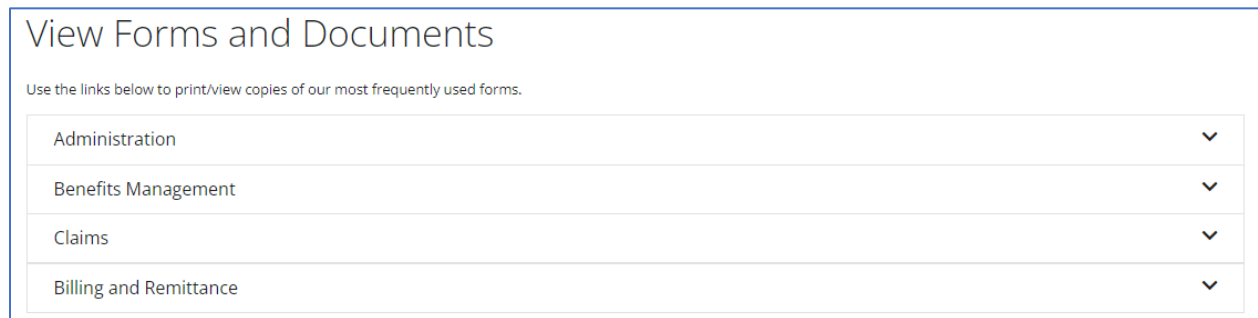 View Forms and Documents
Use the links below to print/view copies of our most frequently used forms.
Administration
Benefits Management
Claims
Billing and Remittance